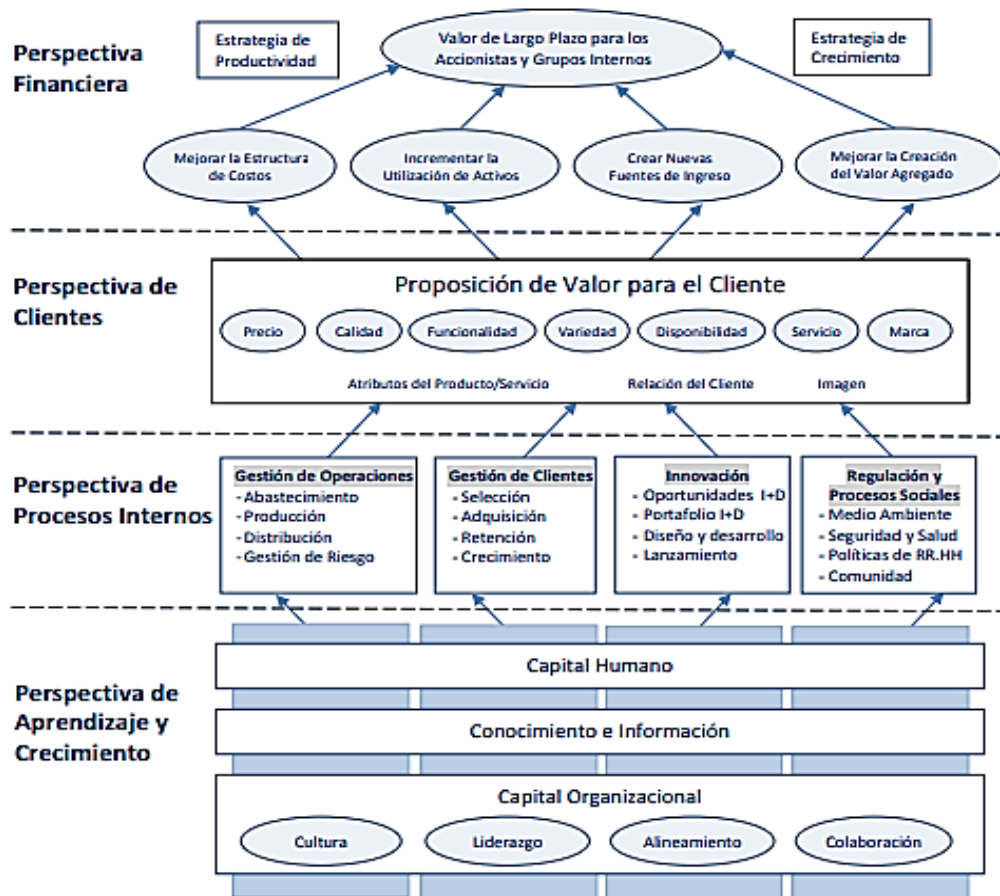 Perspectiva
Financiera
Estrategia de
Productividad
Valor de Largo Plazo para los
Accionistas y Grupos Internos
Estrategia de
Crecimiento
Mejorar la Estructura
de Costos
Incrementar la
Utilización de Activos
Crear Nuevas
Fuentes de Ingreso
Mejorar la Creación
del Valor Agregado
Perspectiva de
Clientes
Proposición de Valor para el Cliente
Precio
Calidad
Funcionalidad
Variedad
Disponibilidad
Servicio
Marca
Atributos del Producto/Servicio
Relación del Cliente
Imagen
Perspectiva de
Procesos Internos
Gestión de Operaciones
- Abastecimiento
- Producción
- Distribución
- Gestión de Riesgo
Gestión de Clientes
- Selección
- Adquisición
- Retención
- Crecimiento
Innovación
- Oportunidades I+D
- Portafolio I+D
- Diseño y desarrollo
- Lanzamiento
Regulación y
Procesos Sociales
- Medio Ambiente
- Seguridad y Salud
- Políticas de RR.HH
- Comunidad
Perspectiva de
Aprendizaje y
Crecimiento
Capital Humano
Conocimiento e Información
Capital Organizacional
Cultura
Liderazgo
Alineamiento
Colaboración